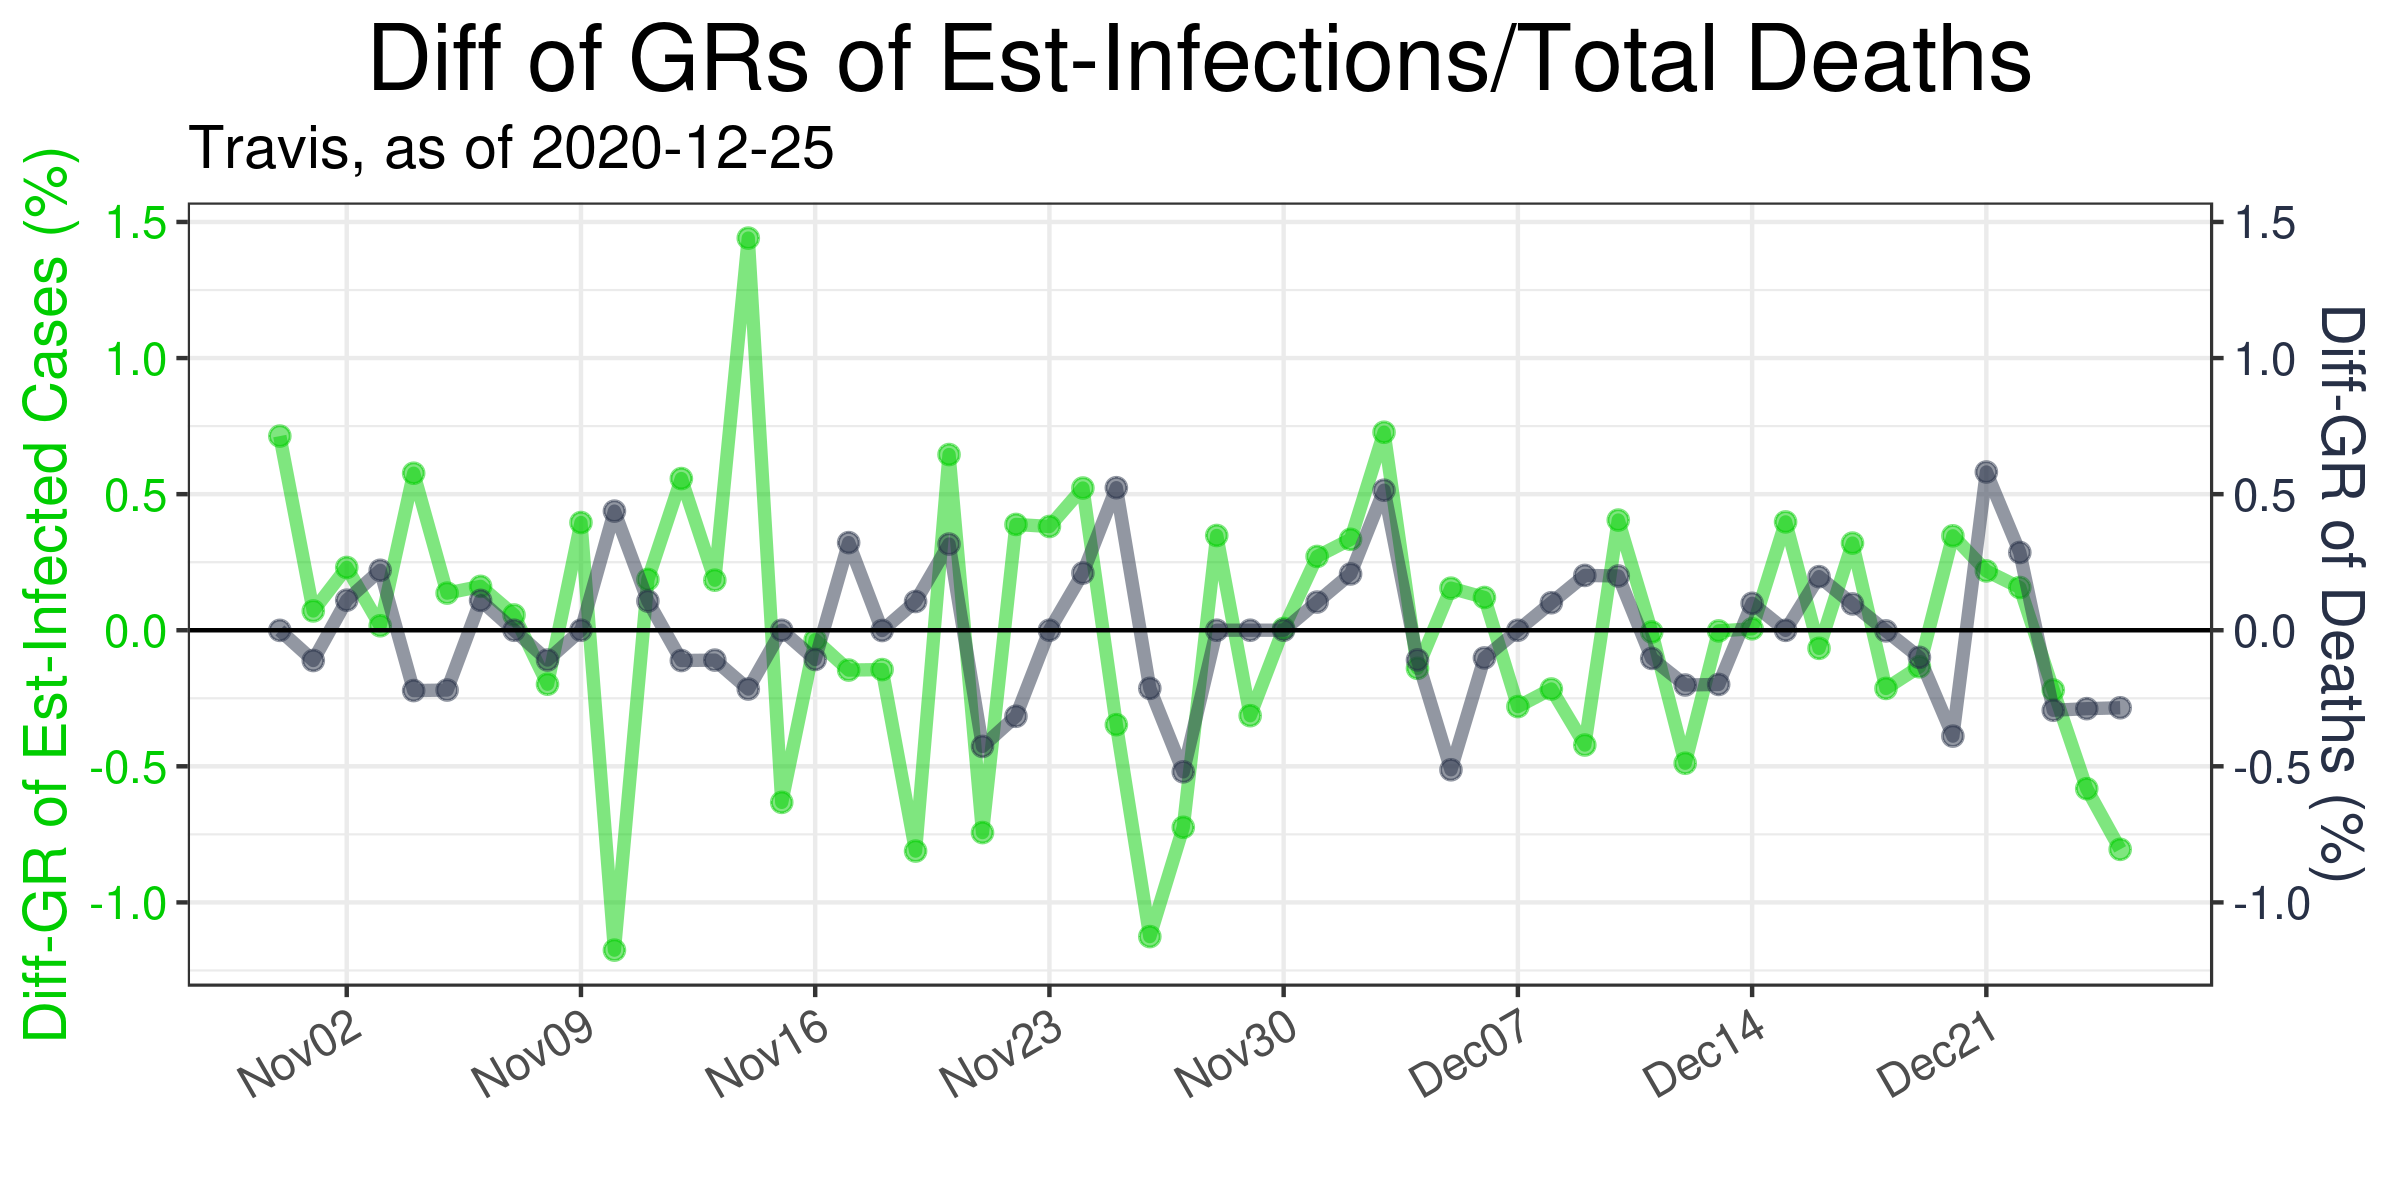 Diff of GRs of Est-Infections/Total Deaths
Travis, as of 2020-12-25
Diff-GR of Est-Infected Cases (%)
1.5
1.0
0.5
0.0
-0.5
-1.0
1.5
1.0
0.5
0.0
-0.5
-1.0
Diff-GR of Deaths (%)
Nov02
Nov09
Nov16
Nov23
Nov30
Dec07
Dec14
Dec21